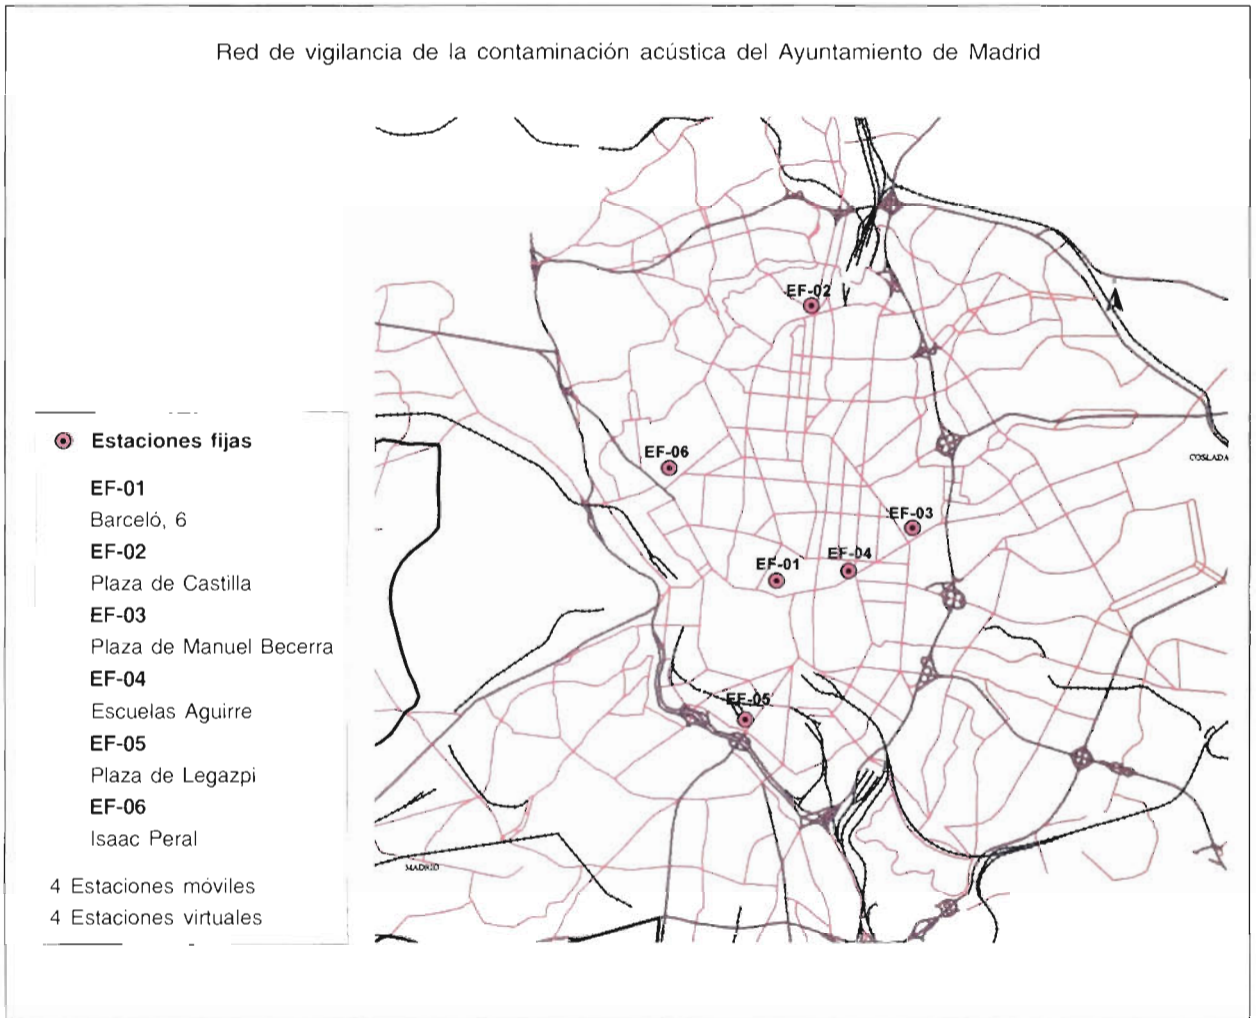 Red de vigilancia de la contaminación acústica del Ayuntamiento de Madrid
EF-02
EF-06
COSLADA
EF-03
EF-04
EF-01
EF-05
MADRID
Estaciones fijas
EF-01
Barceló, 6
EF-02
Plaza de Castilla
EF-03
Plaza de Manuel Becerra
EF-04
Escuelas Aguirre
EF-05
Plaza de Legazpi
EF-06
Isaac Peral
4 Estaciones móviles
4 Estaciones virtuales